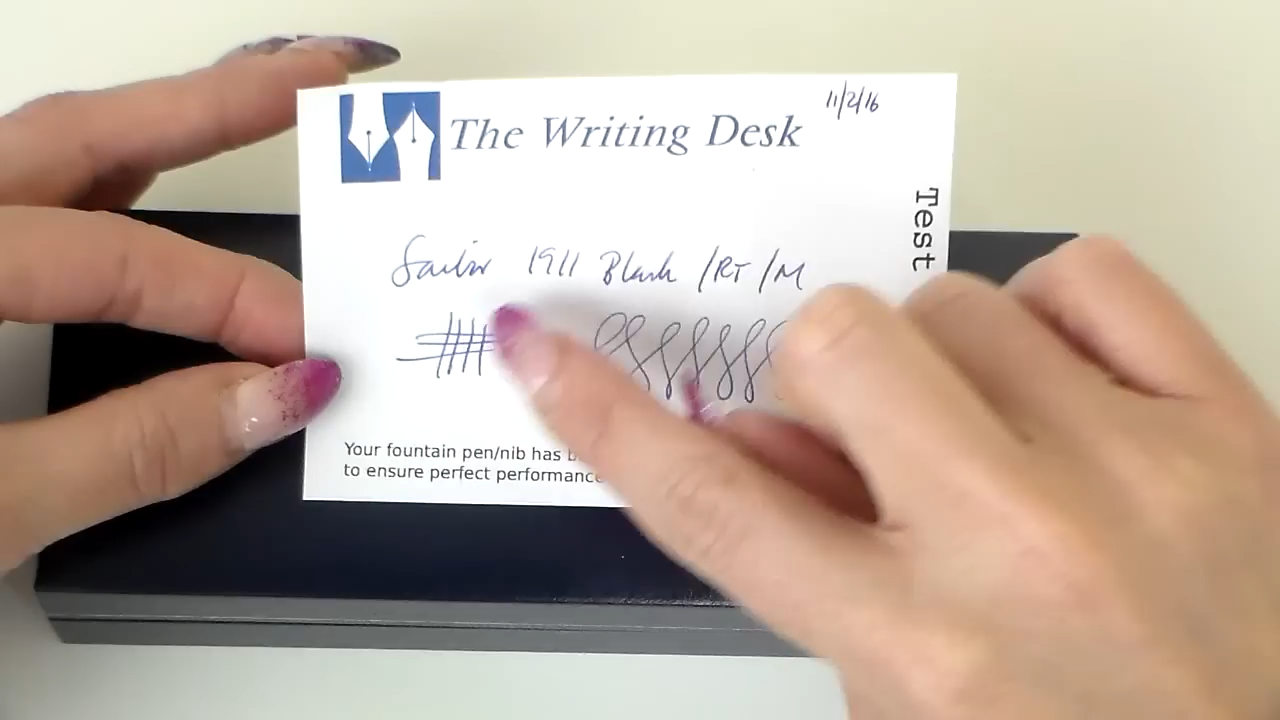 The Writing Desk
11/2/16
Test
Sailor 1911 Black /RT/M
Your fountain pen/nib has
to ensure perfect performance